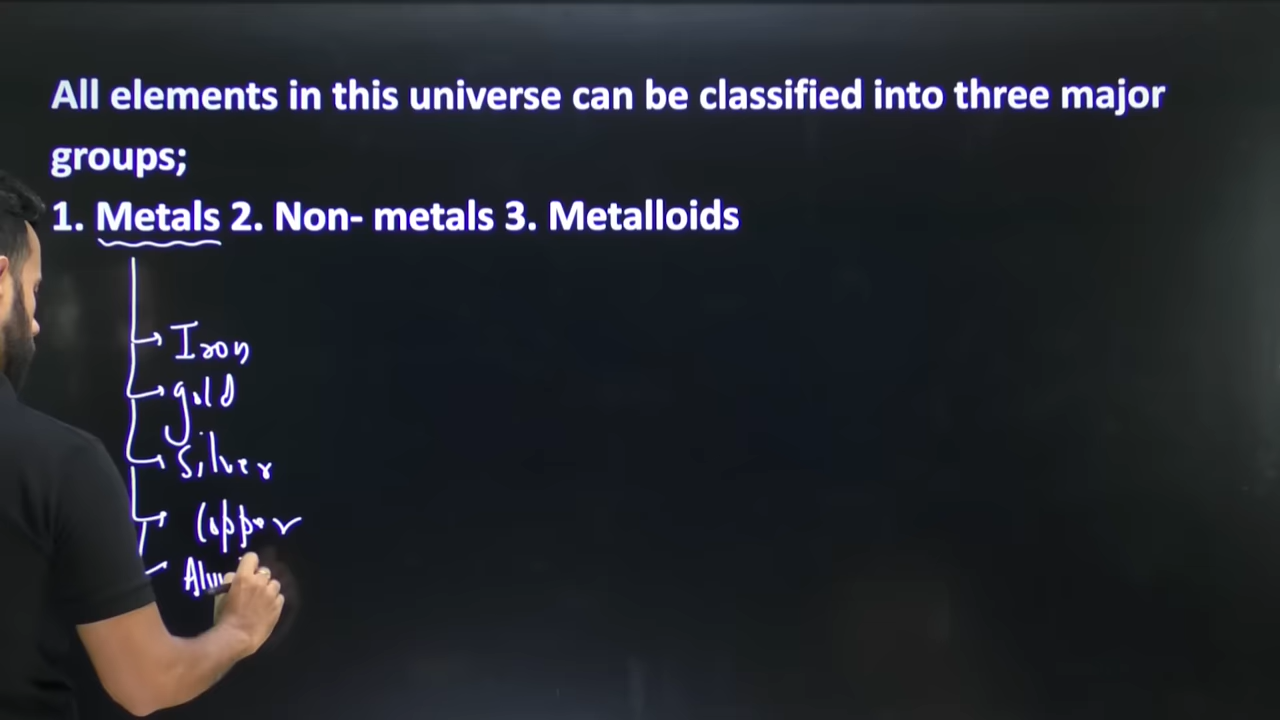 All elements in this universe can be classified into three major
groups;
1. Metals 2. Non- metals 3. Metalloids
Iron
gold
Silver
Copper